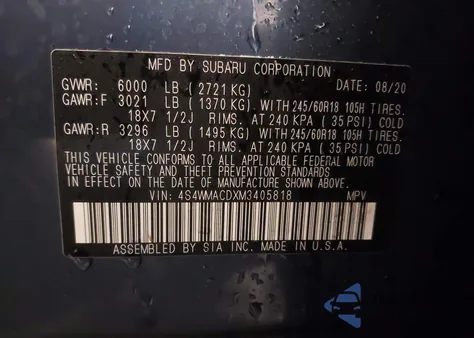 MFD BY SUBARU CORPORATION
GVWR: 6000 LB ( 2721 KG) DATE: 08/20
GAWR:F 3021 LB ( 1370 KG). WITH 245/60R18 105H TIRES,
18X7 1/2J RIMS. AT 240 KPA ( 35 PSI) COLD
GAWR:R 3296 LB ( 1495 KG). WITH 245/60R18 105H TIRES,
18X7 1/2J RIMS. AT 240 KPA ( 35 PSI) COLD
THIS VEHICLE CONFORMS TO ALL APPLICABLE FEDERAL MOTOR
VEHICLE SAFETY AND THEFT PREVENTION STANDARDS
IN EFFECT ON THE DATE OF MANUFACTURE SHOWN ABOVE.
VIN: 4S4WMACDXM3405818 MPV
ASSEMBLED BY SIA INC. MADE IN U.S.A.